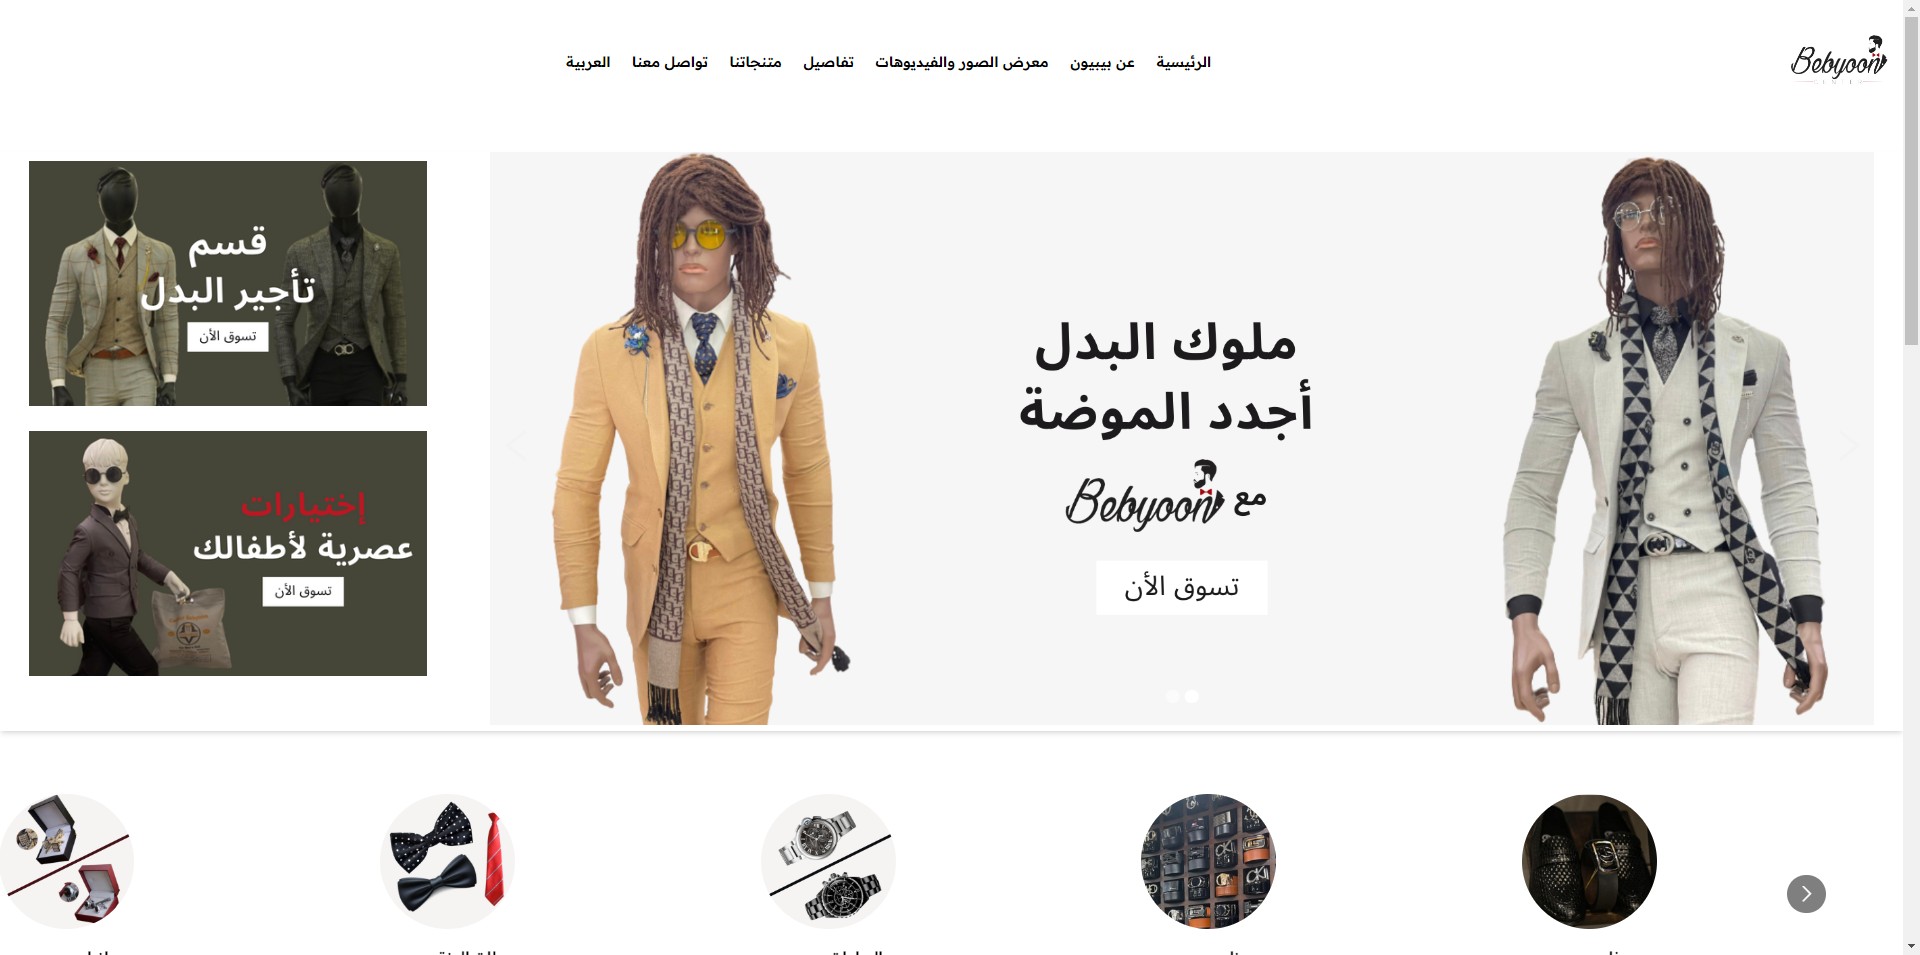 Bebyoon
الرئيسية
عن بيبيون
معرض الصور والفيديوهات
تفاصيل
متنجاتنا
تواصل معنا
العربية
ملوك البدل
أجدد الموضة
مع Bebyoon
تسوق الأن
قسم
تأجير البدل
تسوق الأن
إختيارات
عصرية لأطفالك
تسوق الأن